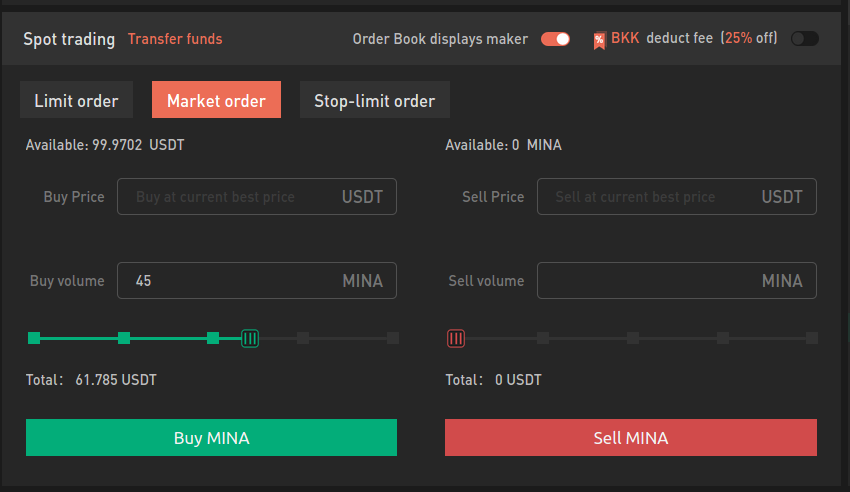 Spot trading Transfer funds Order Book displays maker % BKK deduct fee (25% off)
Limit order Market order Stop-limit order
Available: 99.9702 USDT Available: 0 MINA
Buy Price Buy at current best price USDT Sell Price Sell at current best price USDT
Buy volume 45 MINA Sell volume MINA
Total: 61.785 USDT Total: 0 USDT
Buy MINA Sell MINA